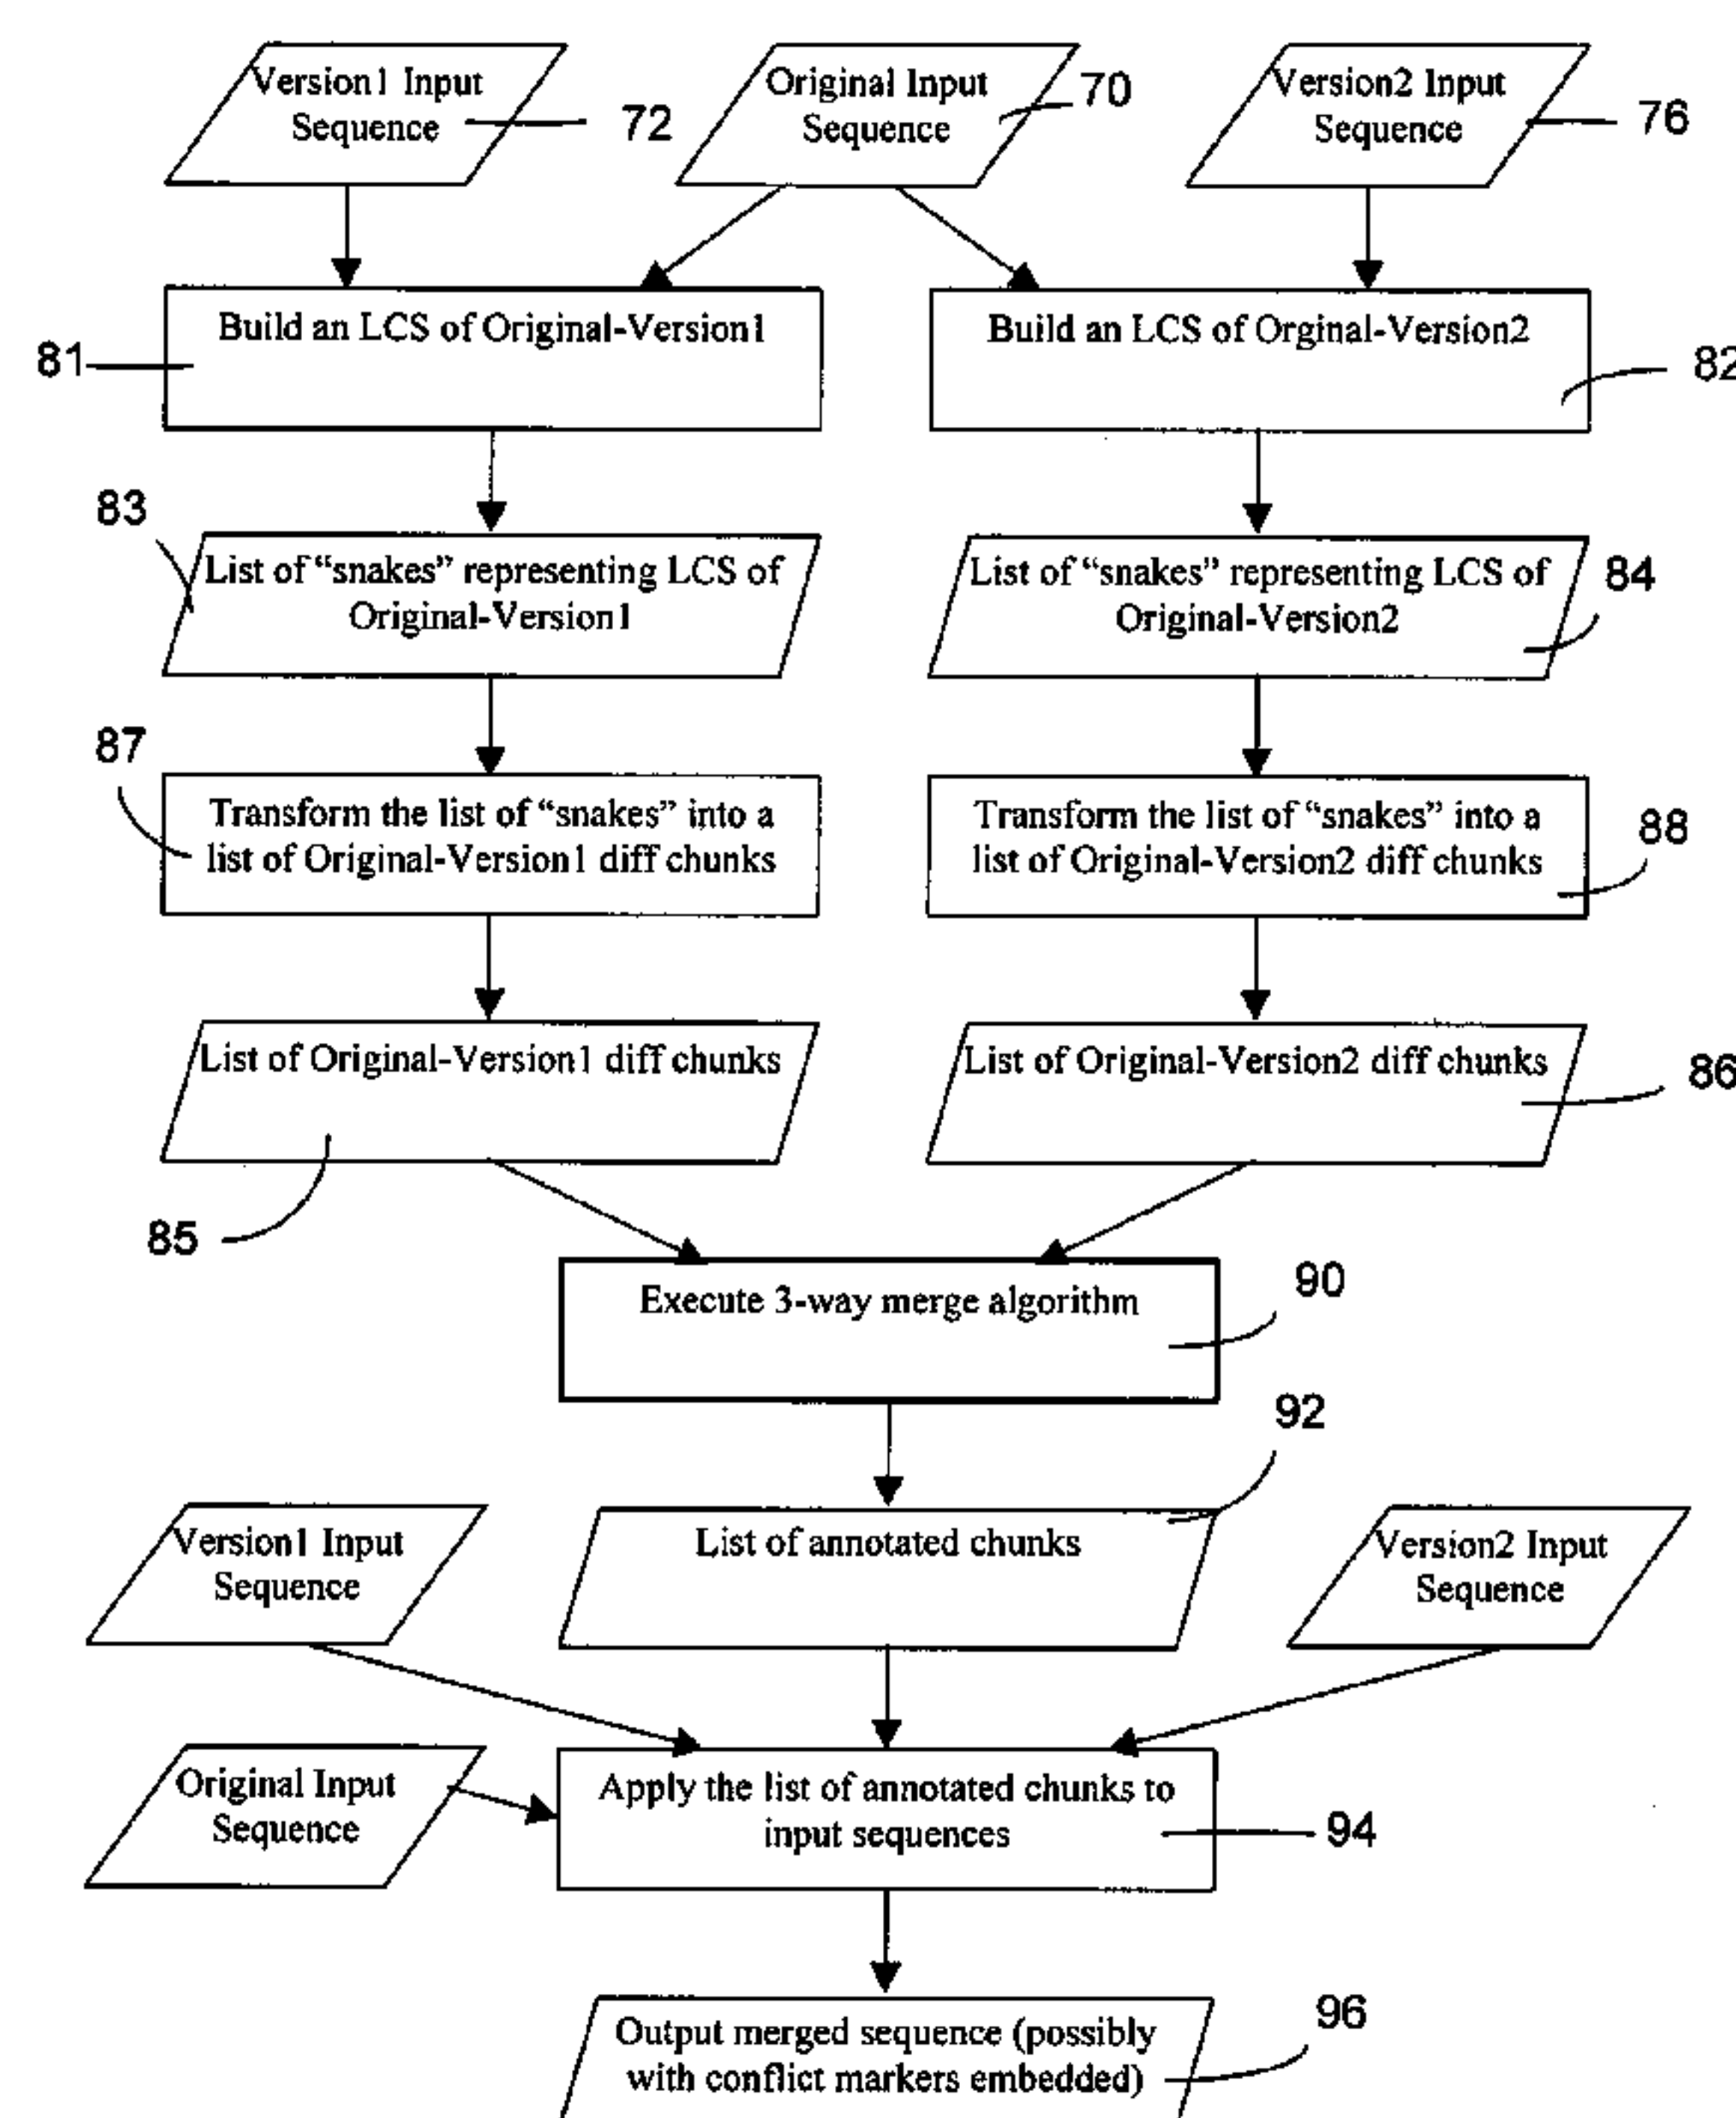 Version1 Input
Sequence
72
Original Input
Sequence
70
Version2 Input
Sequence
76
Build an LCS of Original-Version1
81
Build an LCS of Orginal-Version2
82
83
List of “snakes” representing LCS of
Original-Version1
List of “snakes” representing LCS of
Original-Version2
84
87
Transform the list of “snakes” into a
list of Original-Version1 diff chunks
Transform the list of “snakes” into a
list of Original-Version2 diff chunks
88
List of Original-Version1 diff chunks
85
List of Original-Version2 diff chunks
86
Execute 3-way merge algorithm
90
92
Version1 Input
Sequence
List of annotated chunks
Version2 Input
Sequence
Original Input
Sequence
Apply the list of annotated chunks to
input sequences
94
Output merged sequence (possibly
with conflict markers embedded)
96